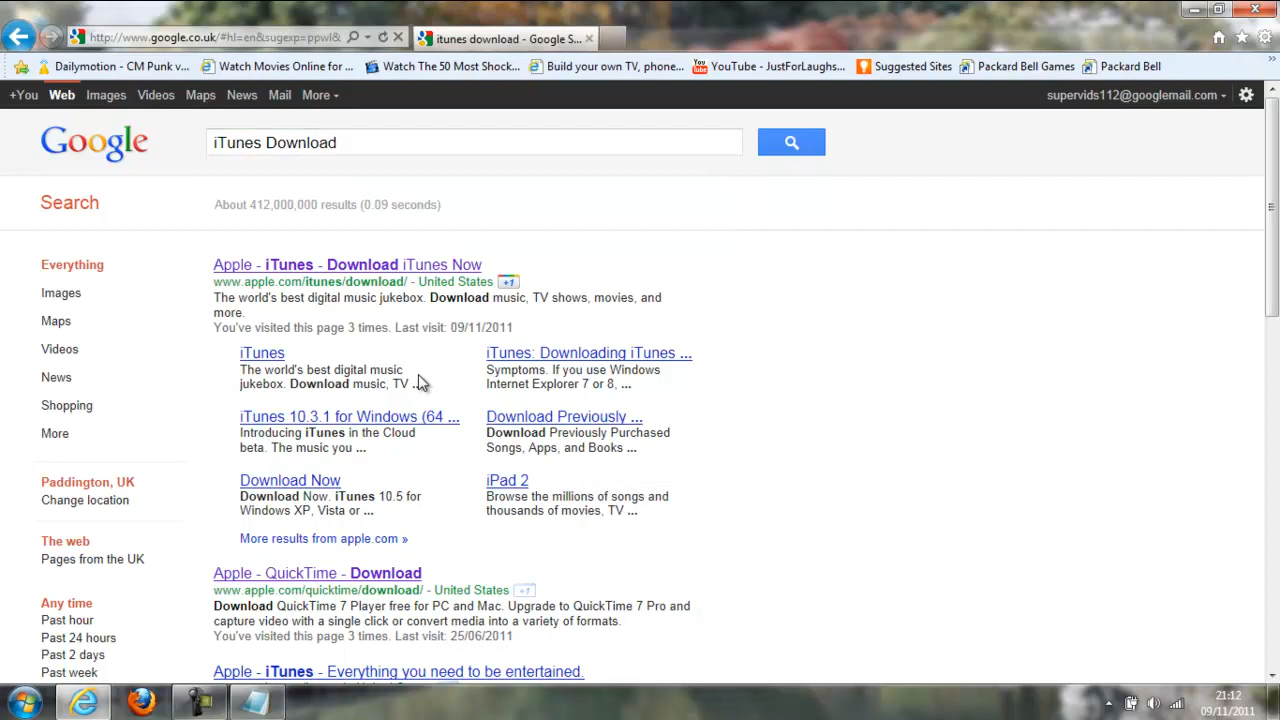 http://www.google.co.uk/#hl=en&sugexp=ppwl&
itunes download - Google S...
Dailymotion - CM Punk v...
Watch Movies Online for ...
Watch The 50 Most Shock...
Build your own TV, phone...
YouTube - JustForLaughs...
Suggested Sites
Packard Bell Games
Packard Bell
+You Web Images Videos Maps News Mail More
supervids112@googlemail.com
Google
iTunes Download
Search
About 412,000,000 results (0.09 seconds)
Everything
Images
Maps
Videos
News
Shopping
More
Paddington, UK
Change location
The web
Pages from the UK
Any time
Past hour
Past 24 hours
Past 2 days
Past week
Apple - iTunes - Download iTunes Now
www.apple.com/itunes/download/ - United States +1
The world's best digital music jukebox. Download music, TV shows, movies, and
more.
You've visited this page 3 times. Last visit: 09/11/2011
iTunes
The world's best digital music
jukebox. Download music, TV ...
iTunes: Downloading iTunes ...
Symptoms. If you use Windows
Internet Explorer 7 or 8, ...
iTunes 10.3.1 for Windows (64 ...
Introducing iTunes in the Cloud
beta. The music you ...
Download Previously ...
Download Previously Purchased
Songs, Apps, and Books ...
Download Now
Download Now. iTunes 10.5 for
Windows XP, Vista or ...
iPad 2
Browse the millions of songs and
thousands of movies, TV ...
More results from apple.com »
Apple - QuickTime - Download
www.apple.com/quicktime/download/ - United States +1
Download QuickTime 7 Player free for PC and Mac. Upgrade to QuickTime 7 Pro and
capture video with a single click or convert media into a variety of formats.
You've visited this page 3 times. Last visit: 25/06/2011
Apple - iTunes - Everything you need to be entertained.
21:12
09/11/2011